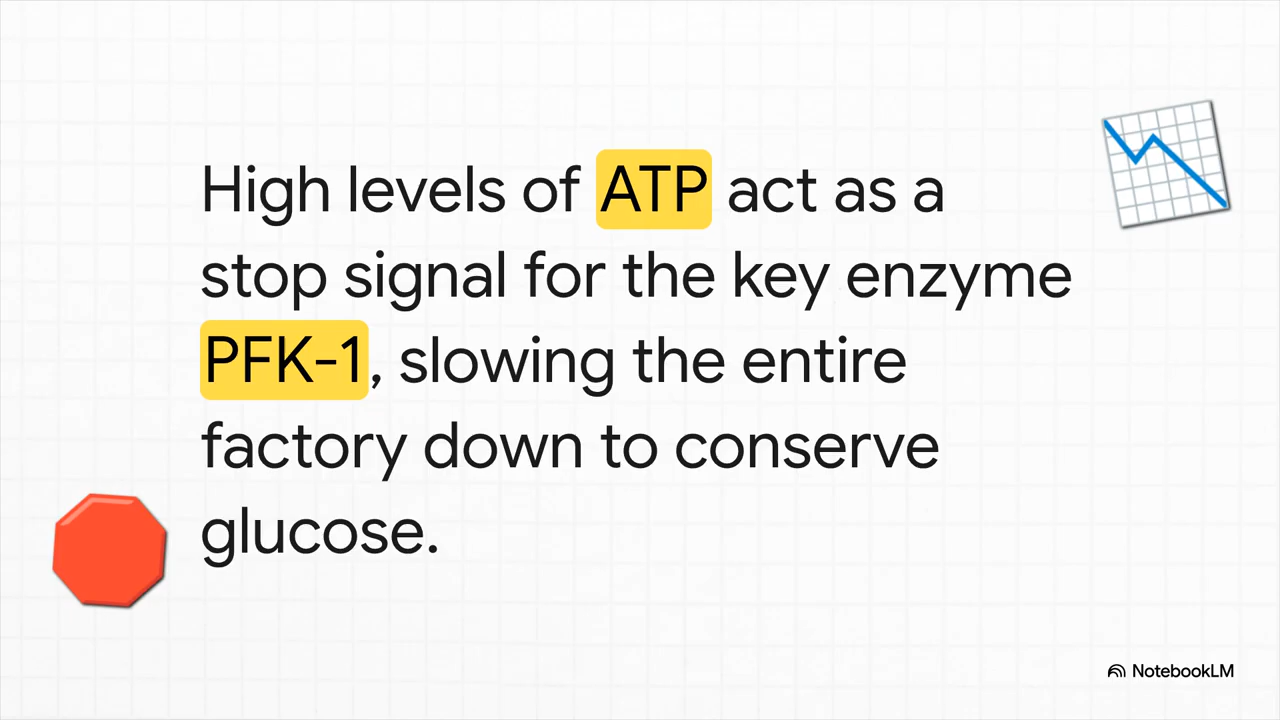 High levels of ATP act as a
stop signal for the key enzyme
PFK-1, slowing the entire
factory down to conserve
glucose.
NotebookLM